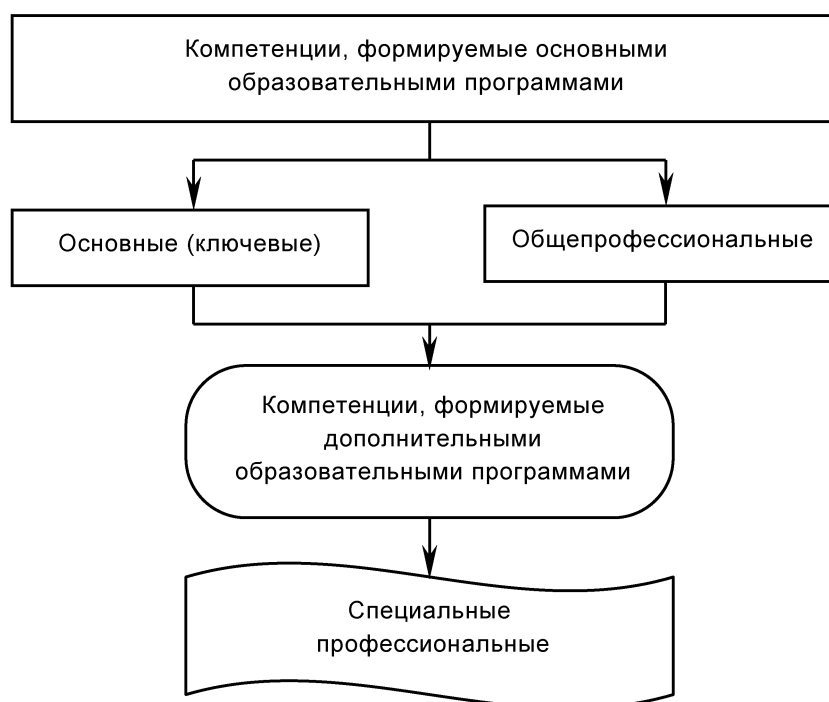 Компетенции, формируемые основными
образовательными программами
Основные (ключевые)
Общепрофессиональные
Компетенции, формируемые
дополнительными
образовательными программами
Специальные
профессиональные